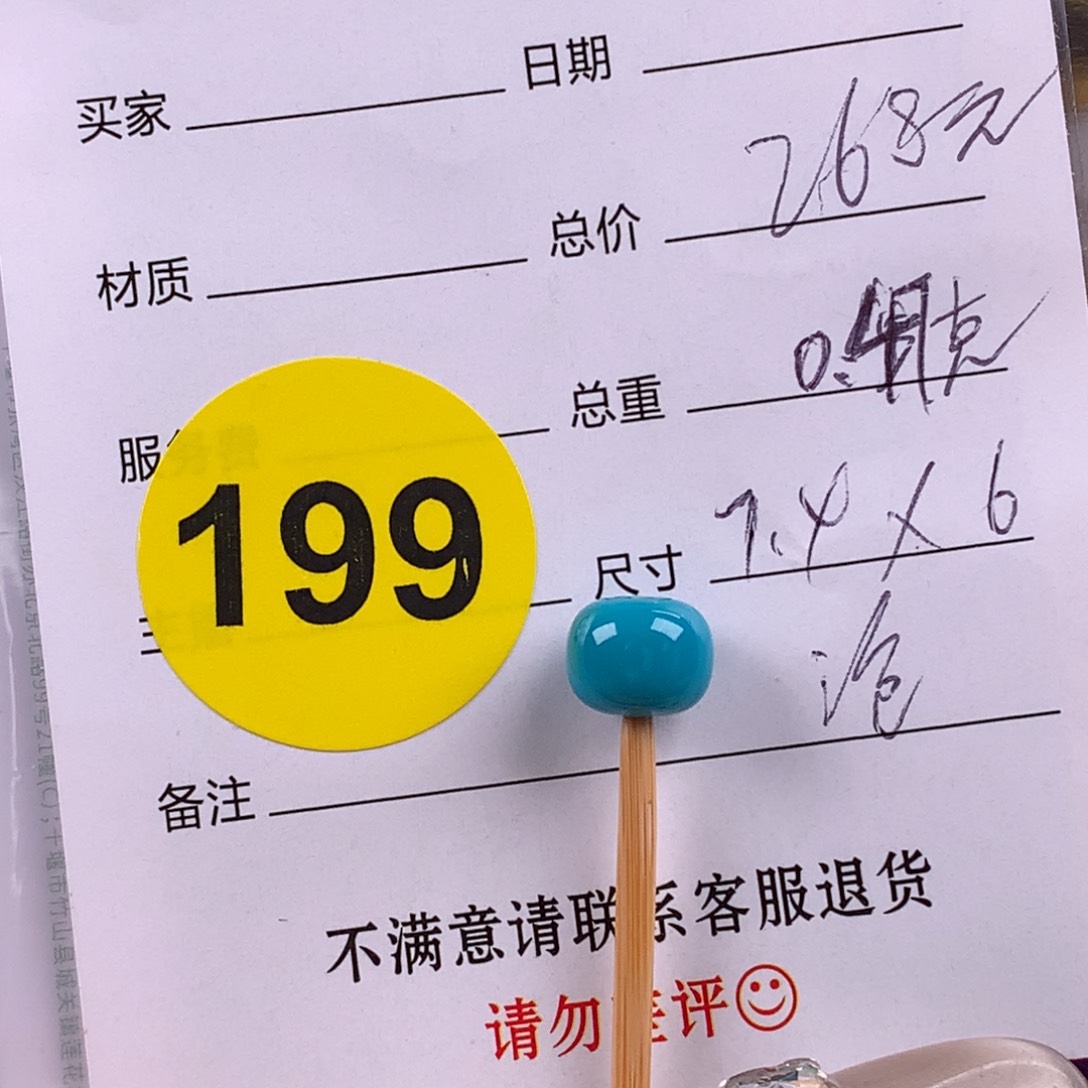 买家 日期
材质 总价 268元
服务费 总重 克
199
尺寸 7.4×6
备注
不满意请联系客服退货
请勿差评